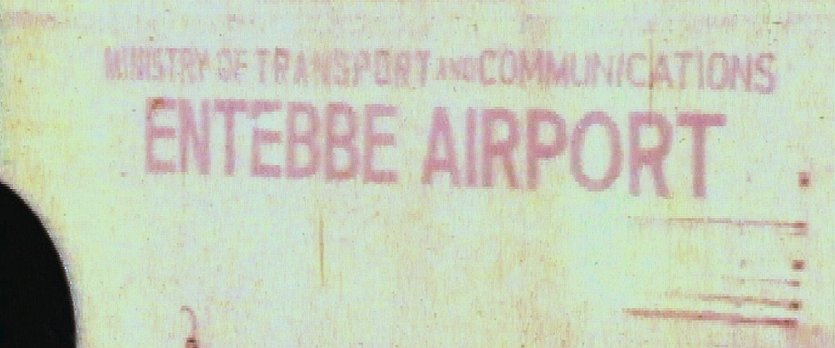 MINISTRY OF TRANSPORT AND COMMUNICATIONS
ENTEBBE AIRPORT